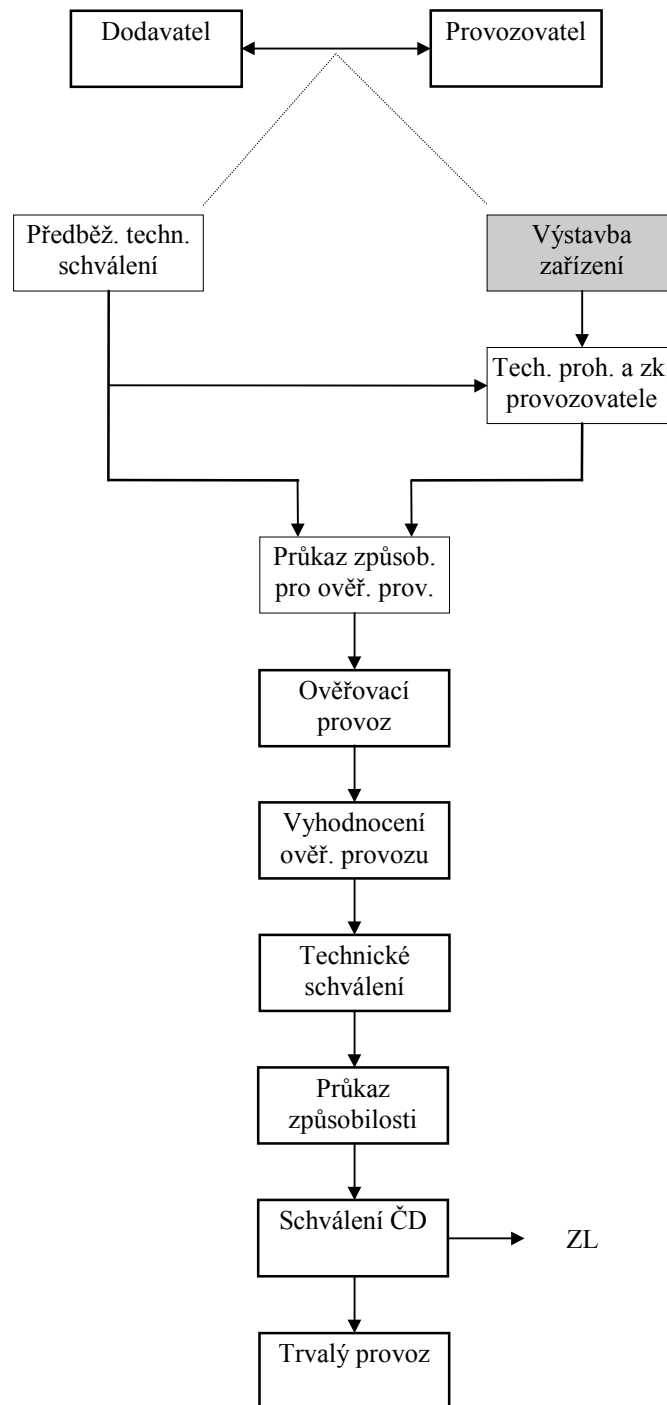 Dodavatel
Provozovatel
Předběž. techn.
schválení
Výstavba
zařízení
Tech. proh. a zk.
provozovatele
Průkaz způsob.
pro ověř. prov.
Ověřovací
provoz
Vyhodnocení
ověř. provozu
Technické
schválení
Průkaz
způsobilosti
Schválení ČD
ZL
Trvalý provoz